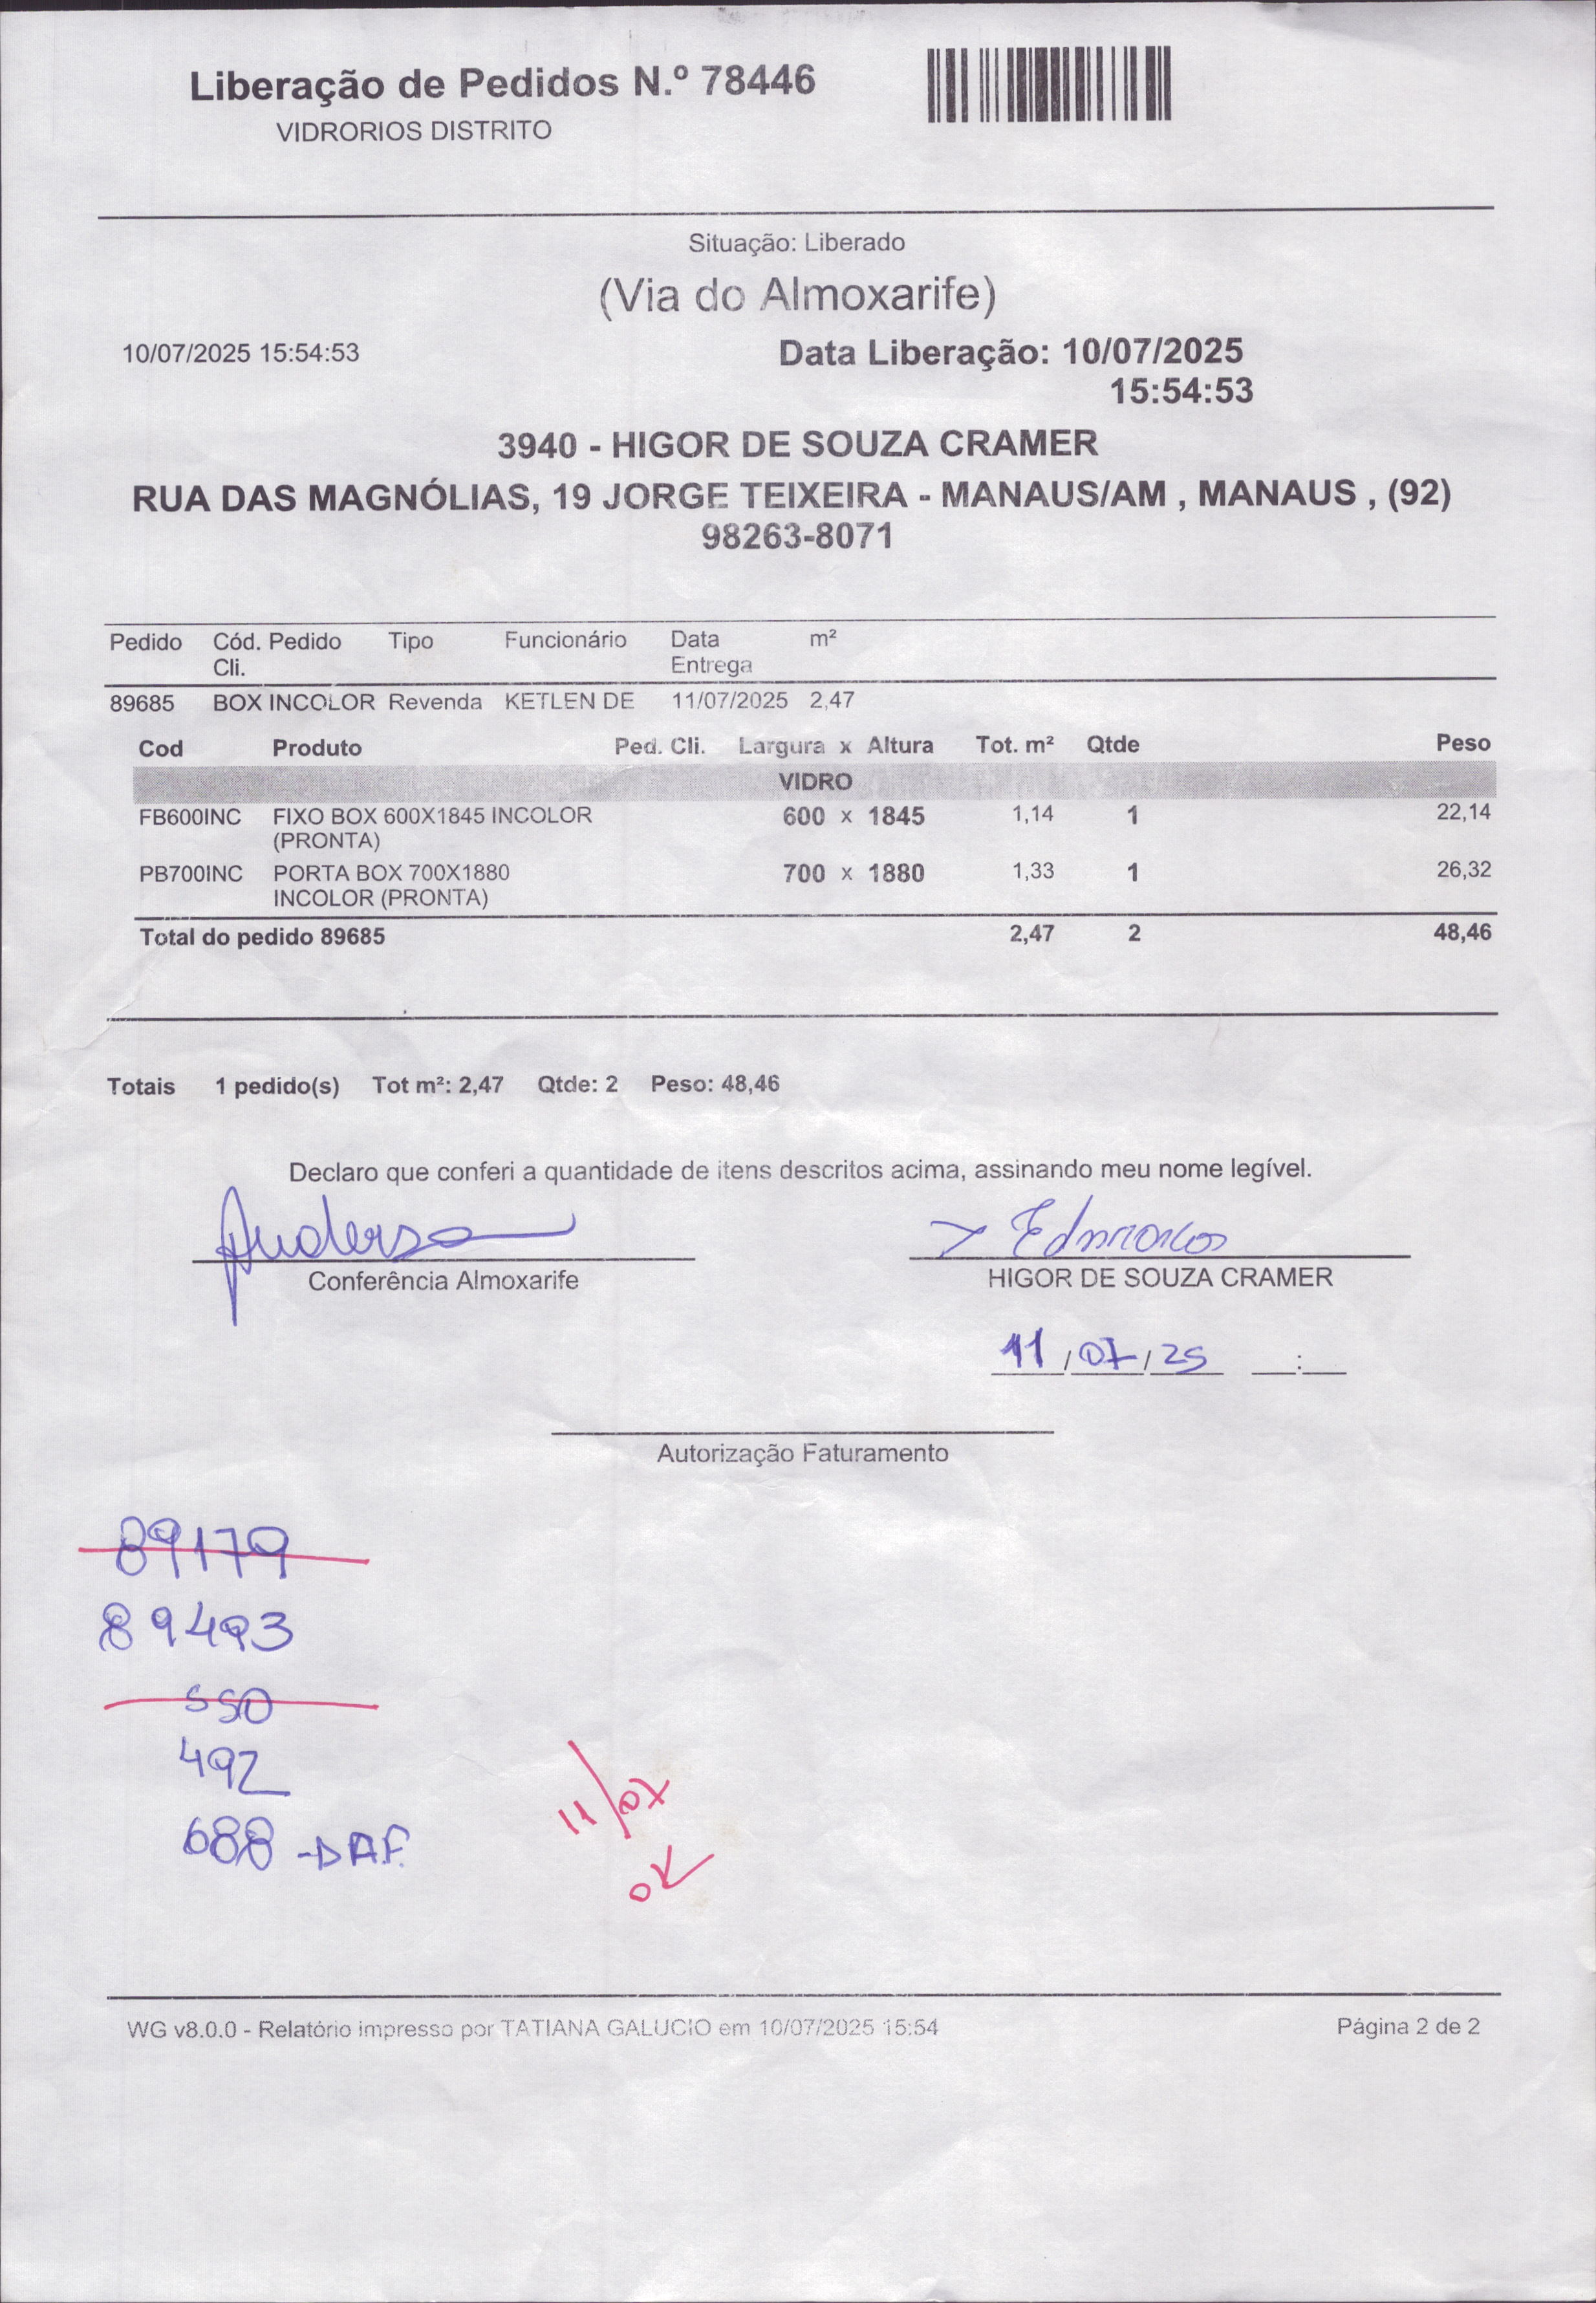 Liberação de Pedidos N.º 78446
VIDRORIOS DISTRITO
Situação: Liberado
(Via do Almoxarife)
10/07/2025 15:54:53
Data Liberação: 10/07/2025
15:54:53
3940 - HIGOR DE SOUZA CRAMER
RUA DAS MAGNÓLIAS, 19 JORGE TEIXEIRA - MANAUS/AM , MANAUS , (92)
98263-8071
Pedido Cód. Pedido Tipo Funcionário Data m²
Cli. Entrega
89685 BOX INCOLOR Revenda KETLEN DE 11/07/2025 2,47
Cod Produto Ped. Cli. Largura x Altura Tot. m² Qtde Peso
VIDRO
FB600INC FIXO BOX 600X1845 INCOLOR 600 x 1845 1,14 1 22,14
(PRONTA)
PB700INC PORTA BOX 700X1880 700 x 1880 1,33 1 26,32
INCOLOR (PRONTA)
Total do pedido 89685 2,47 2 48,46
Totais 1 pedido(s) Tot m²: 2,47 Qtde: 2 Peso: 48,46
Declaro que conferi a quantidade de itens descritos acima, assinando meu nome legível.
Conferência Almoxarife
HIGOR DE SOUZA CRAMER
11/07/25 __:__
Autorização Faturamento
89179
89493
550
492
688 -DAF.
11/07
OK
WG v8.0.0 - Relatório impresso por TATIANA GALUCIO em 10/07/2025 15:54 Página 2 de 2